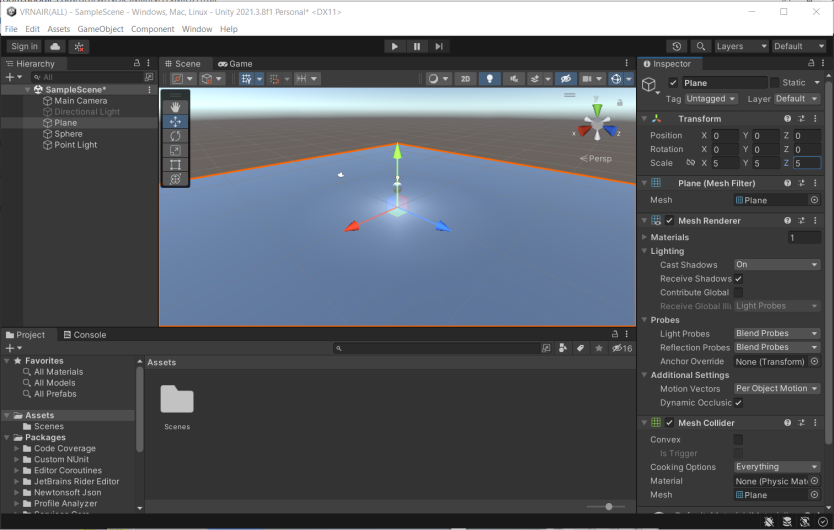 VRNAIR(ALL) - SampleScene - Windows, Mac, Linux - Unity 2021.3.8f1 Personal* <DX11>
File Edit Assets GameObject Component Window Help
Sign in
Layers
Default
Hierarchy
All
SampleScene*
Main Camera
Directional Light
Plane
Sphere
Point Light
Scene
Game
2D
x
z
Persp
Inspector
Plane
Static
Tag Untagged
Layer Default
Transform
Position X 0 Y 0 Z 0
Rotation X 0 Y 0 Z 0
Scale X 5 Y 5 Z 5
Plane (Mesh Filter)
Mesh Plane
Mesh Renderer
Materials 1
Lighting
Cast Shadows On
Receive Shadows
Contribute Global
Receive Global Illu Light Probes
Probes
Light Probes Blend Probes
Reflection Probes Blend Probes
Anchor Override None (Transform)
Additional Settings
Motion Vectors Per Object Motion
Dynamic Occlusic
Mesh Collider
Convex
Is Trigger
Cooking Options Everything
Material None (Physic Mat
Mesh Plane
Project
Console
16
Favorites
All Materials
All Models
All Prefabs
Assets
Scenes
Packages
Code Coverage
Custom NUnit
Editor Coroutines
JetBrains Rider Editor
Newtonsoft Json
Profile Analyzer
Assets
Scenes